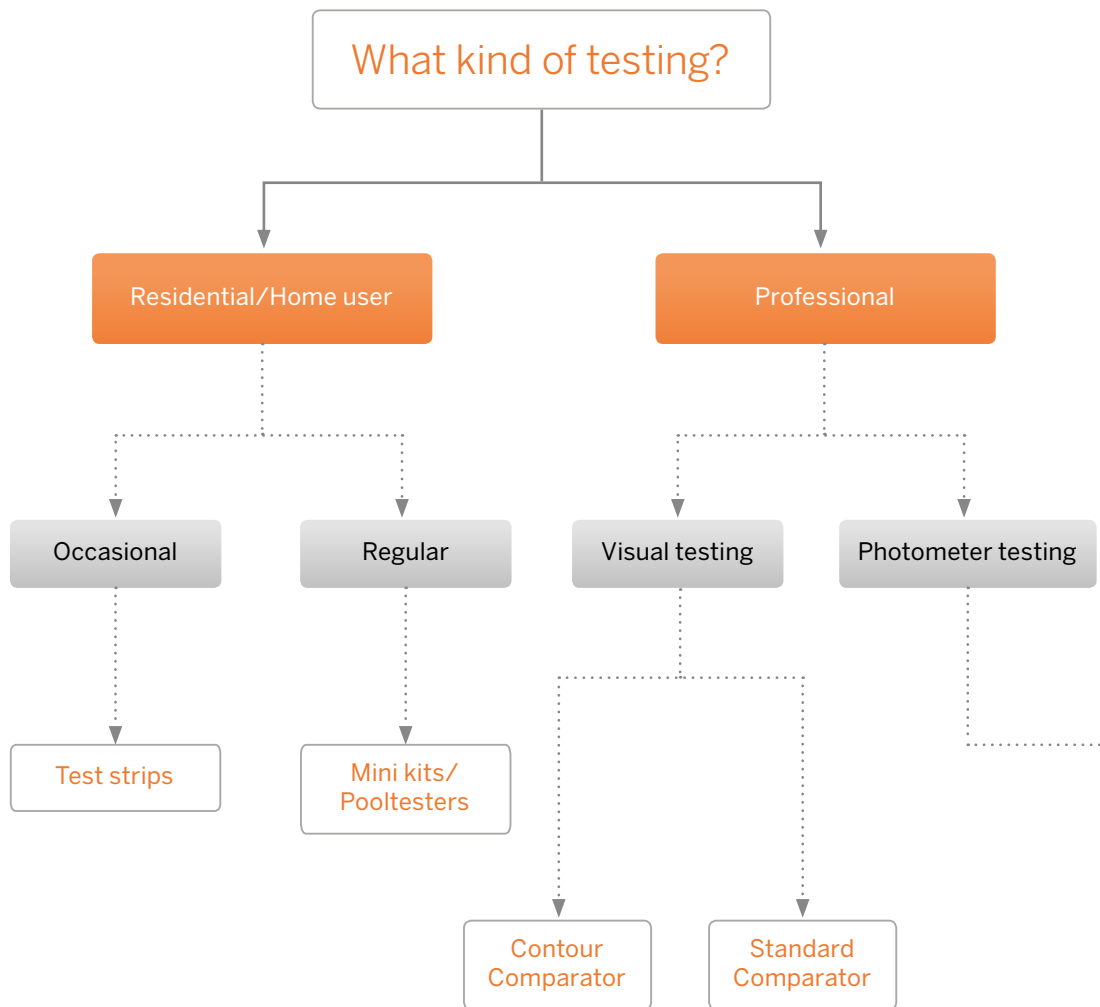 What kind of testing?
Residential/Home user
Professional
Occasional
Regular
Visual testing
Photometer testing
Test strips
Mini kits/
Pooltesters
Contour
Comparator
Standard
Comparator